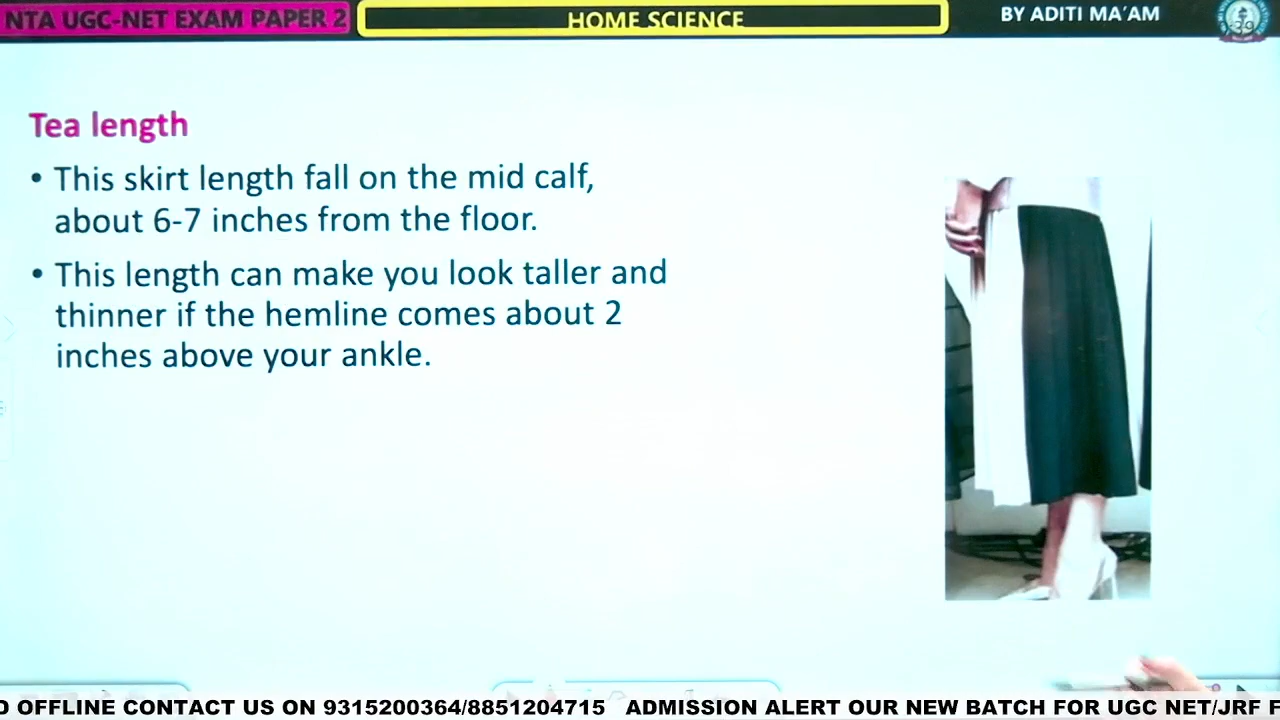 NTA UGC-NET EXAM PAPER 2
HOME SCIENCE
BY ADITI MA'AM
Tea length
• This skirt length fall on the mid calf,
about 6-7 inches from the floor.
• This length can make you look taller and
thinner if the hemline comes about 2
inches above your ankle.
OFFLINE CONTACT US ON 9315200364/8851204715 ADMISSION ALERT OUR NEW BATCH FOR UGC NET/JRF